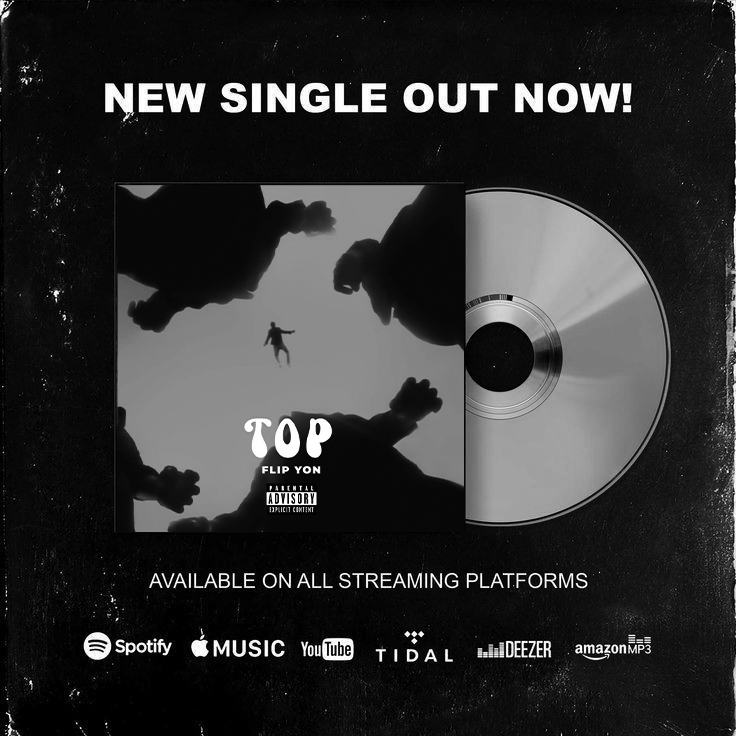 NEW SINGLE OUT NOW!
TOP
FLIP YON
PARENTAL
ADVISORY
EXPLICIT CONTENT
AVAILABLE ON ALL STREAMING PLATFORMS
Spotify MUSIC YouTube TIDAL DEEZER amazonMP3